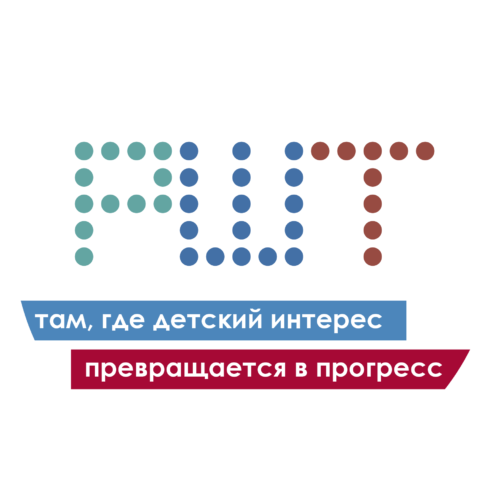 РШТ
там, где детский интерес
превращается в прогресс